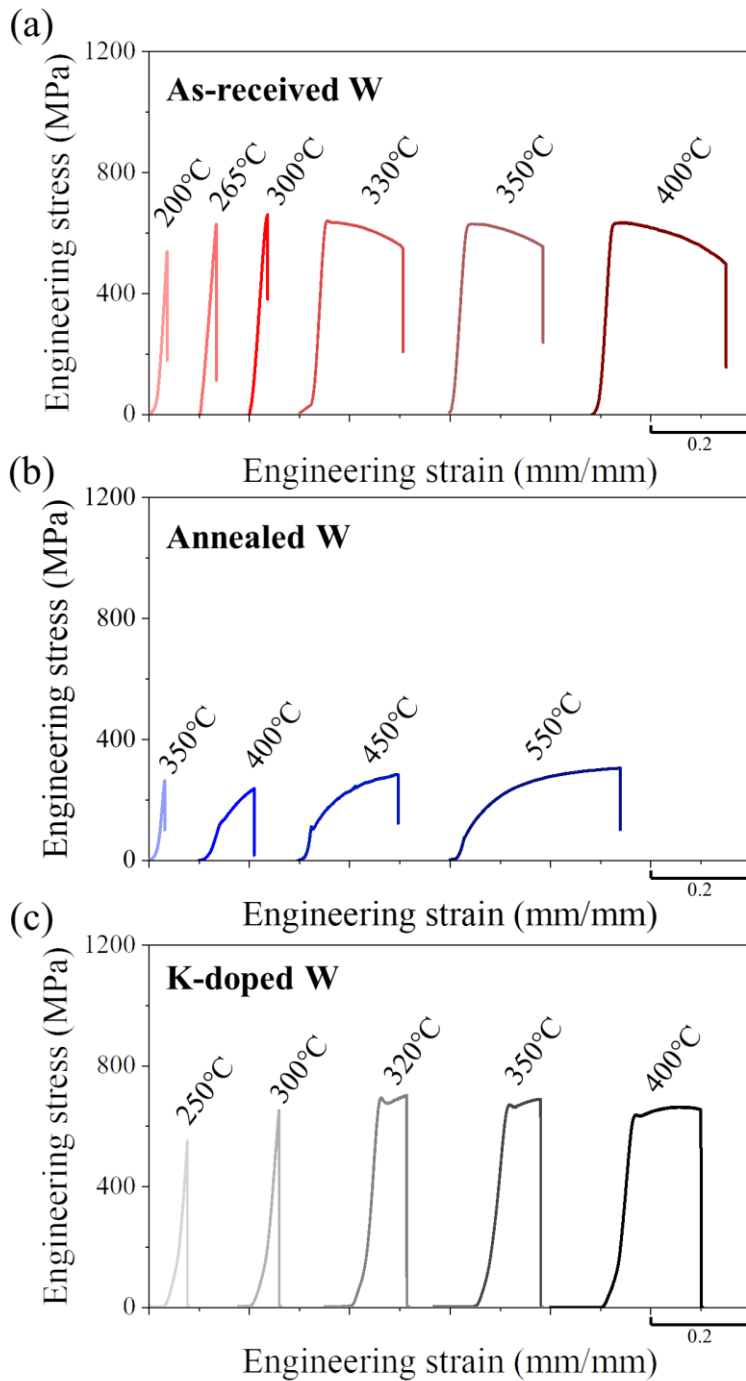 (a)
1200
800
400
0
Engineering stress (MPa)
As-received W
200°C
265°C
300°C
330°C
350°C
400°C
0.2
Engineering strain (mm/mm)
(b)
1200
800
400
0
Engineering stress (MPa)
Annealed W
350°C
400°C
450°C
550°C
0.2
Engineering strain (mm/mm)
(c)
1200
800
400
0
Engineering stress (MPa)
K-doped W
250°C
300°C
320°C
350°C
400°C
0.2
Engineering strain (mm/mm)